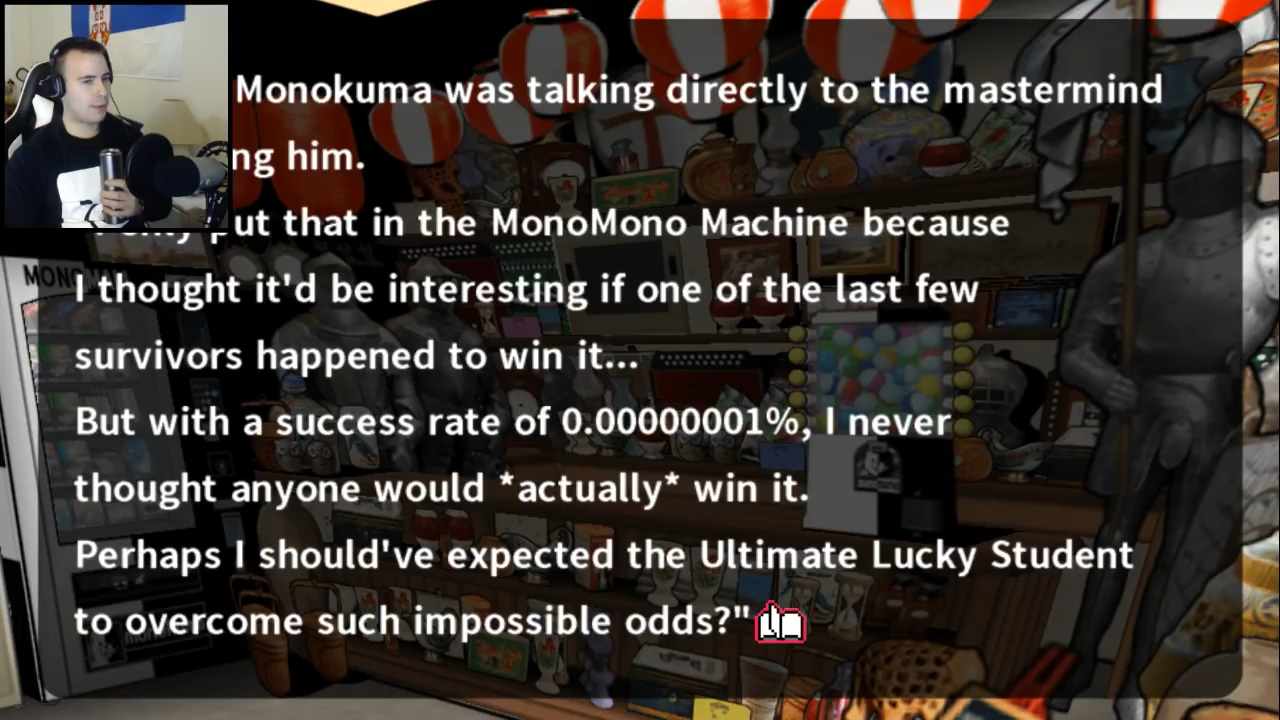 Monokuma was talking directly to the mastermind
ng him.
put that in the MonoMono Machine because
I thought it'd be interesting if one of the last few
survivors happened to win it...
But with a success rate of 0.00000001%, I never
thought anyone would *actually* win it.
Perhaps I should've expected the Ultimate Lucky Student
to overcome such impossible odds?"